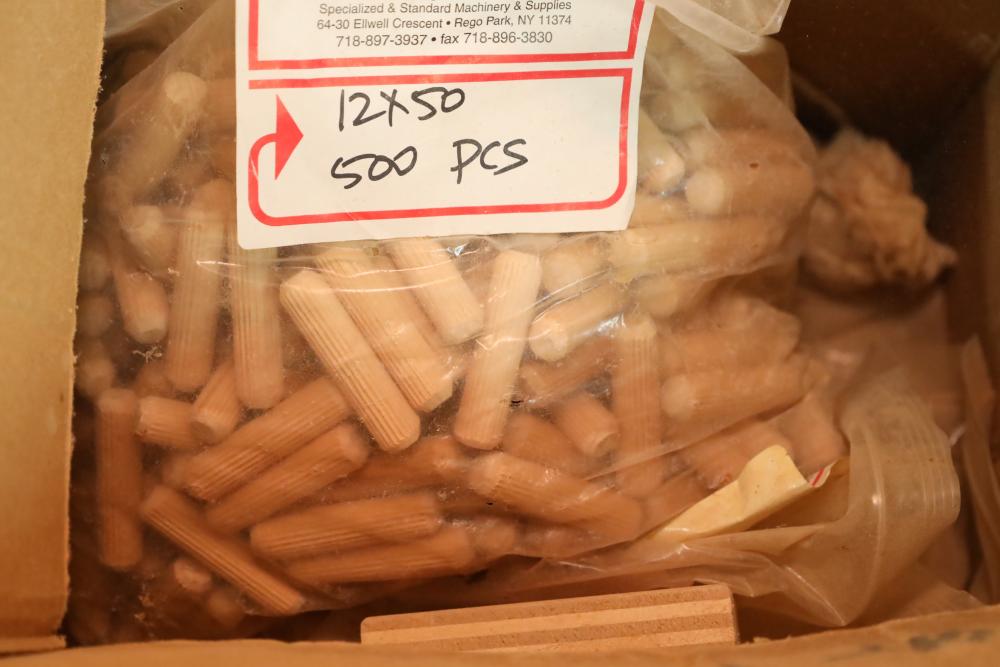 Specialized & Standard Machinery & Supplies
64-30 Ellwell Crescent • Rego Park, NY 11374
718-897-3937 • fax 718-896-3830
12X50
500 PCS